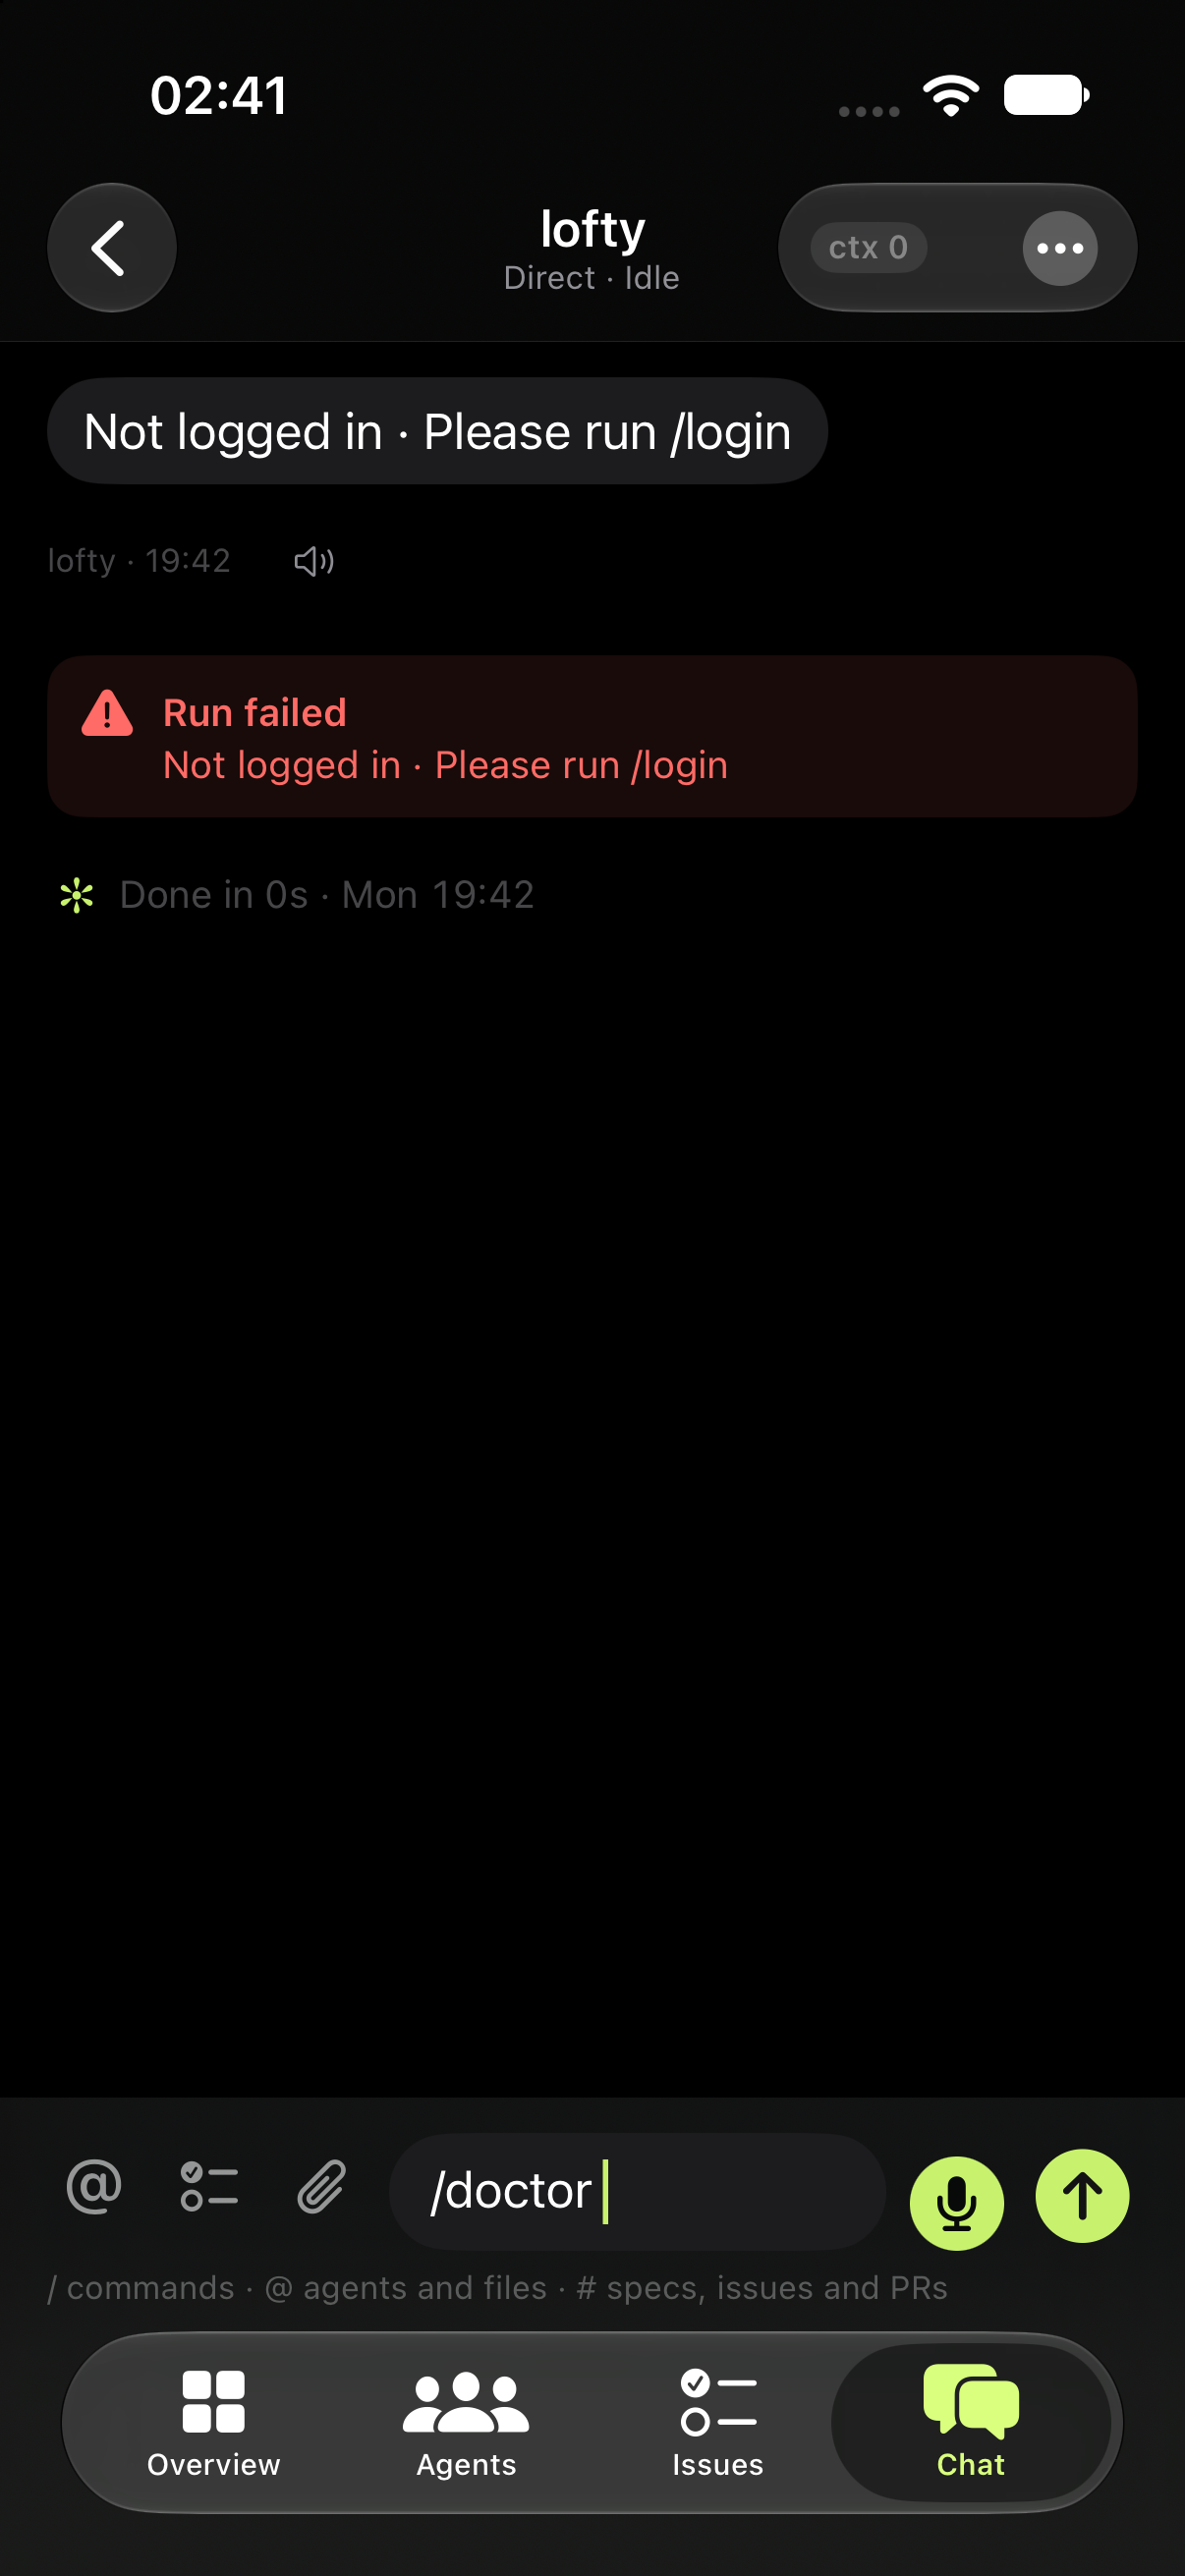 02:41
lofty
Direct · Idle
ctx 0
Not logged in · Please run /login
lofty · 19:42
Run failed
Not logged in · Please run /login
Done in 0s · Mon 19:42
/doctor
/ commands · @ agents and files · # specs, issues and PRs
Overview
Agents
Issues
Chat